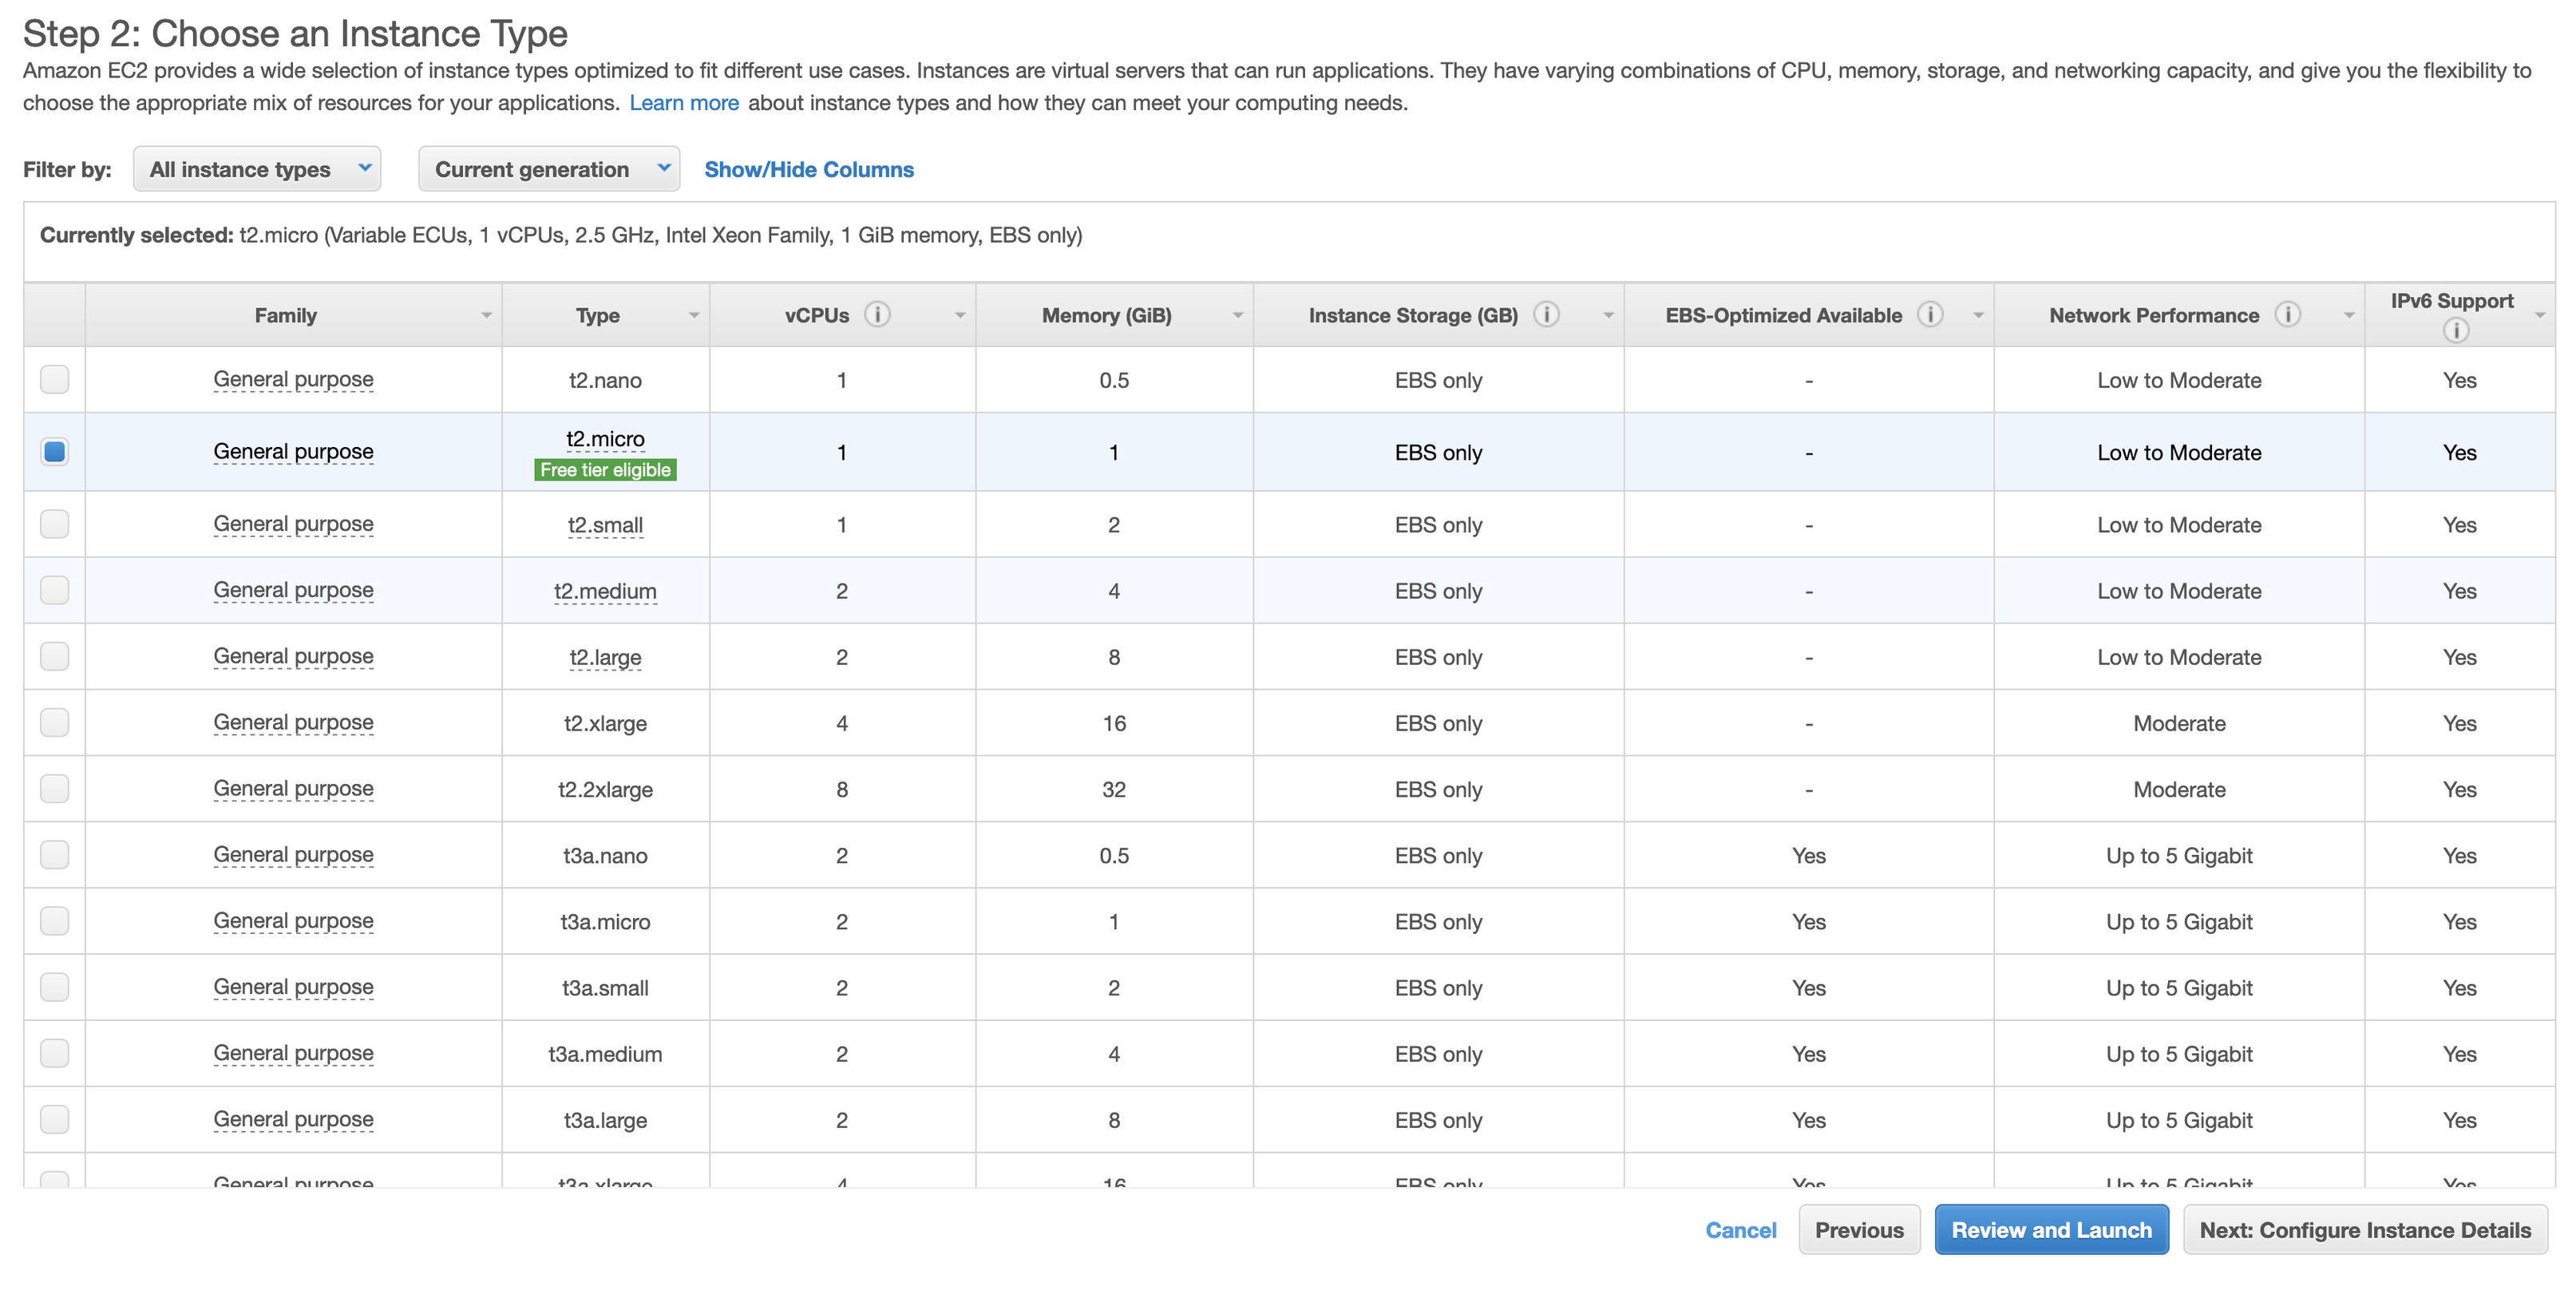 Step 2: Choose an Instance Type
Amazon EC2 provides a wide selection of instance types optimized to fit different use cases. Instances are virtual servers that can run applications. They have varying combinations of CPU, memory, storage, and networking capacity, and give you the flexibility to
choose the appropriate mix of resources for your applications. Learn more about instance types and how they can meet your computing needs.
Filter by: All instance types Current generation Show/Hide Columns
Currently selected: t2.micro (Variable ECUs, 1 vCPUs, 2.5 GHz, Intel Xeon Family, 1 GiB memory, EBS only)
Family Type vCPUs Memory (GiB) Instance Storage (GB) EBS-Optimized Available Network Performance IPv6 Support
General purpose t2.nano 1 0.5 EBS only - Low to Moderate Yes
General purpose t2.micro 1 1 EBS only - Low to Moderate Yes
Free tier eligible
General purpose t2.small 1 2 EBS only - Low to Moderate Yes
General purpose t2.medium 2 4 EBS only - Low to Moderate Yes
General purpose t2.large 2 8 EBS only - Low to Moderate Yes
General purpose t2.xlarge 4 16 EBS only - Moderate Yes
General purpose t2.2xlarge 8 32 EBS only - Moderate Yes
General purpose t3a.nano 2 0.5 EBS only Yes Up to 5 Gigabit Yes
General purpose t3a.micro 2 1 EBS only Yes Up to 5 Gigabit Yes
General purpose t3a.small 2 2 EBS only Yes Up to 5 Gigabit Yes
General purpose t3a.medium 2 4 EBS only Yes Up to 5 Gigabit Yes
General purpose t3a.large 2 8 EBS only Yes Up to 5 Gigabit Yes
General purpose t3a.xlarge 4 16 EBS only Yes Up to 5 Gigabit Yes
Cancel Previous Review and Launch Next: Configure Instance Details